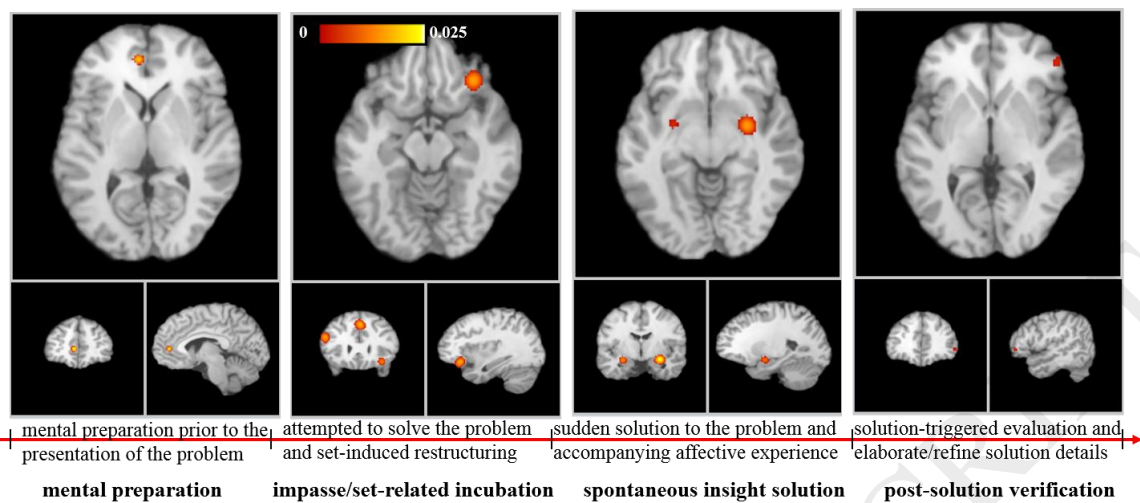 0 0.025
mental preparation prior to the
presentation of the problem
attempted to solve the problem
and set-induced restructuring
sudden solution to the problem and
accompanying affective experience
solution-triggered evaluation and
elaborate/refine solution details
mental preparation
impasse/set-related incubation
spontaneous insight solution
post-solution verification